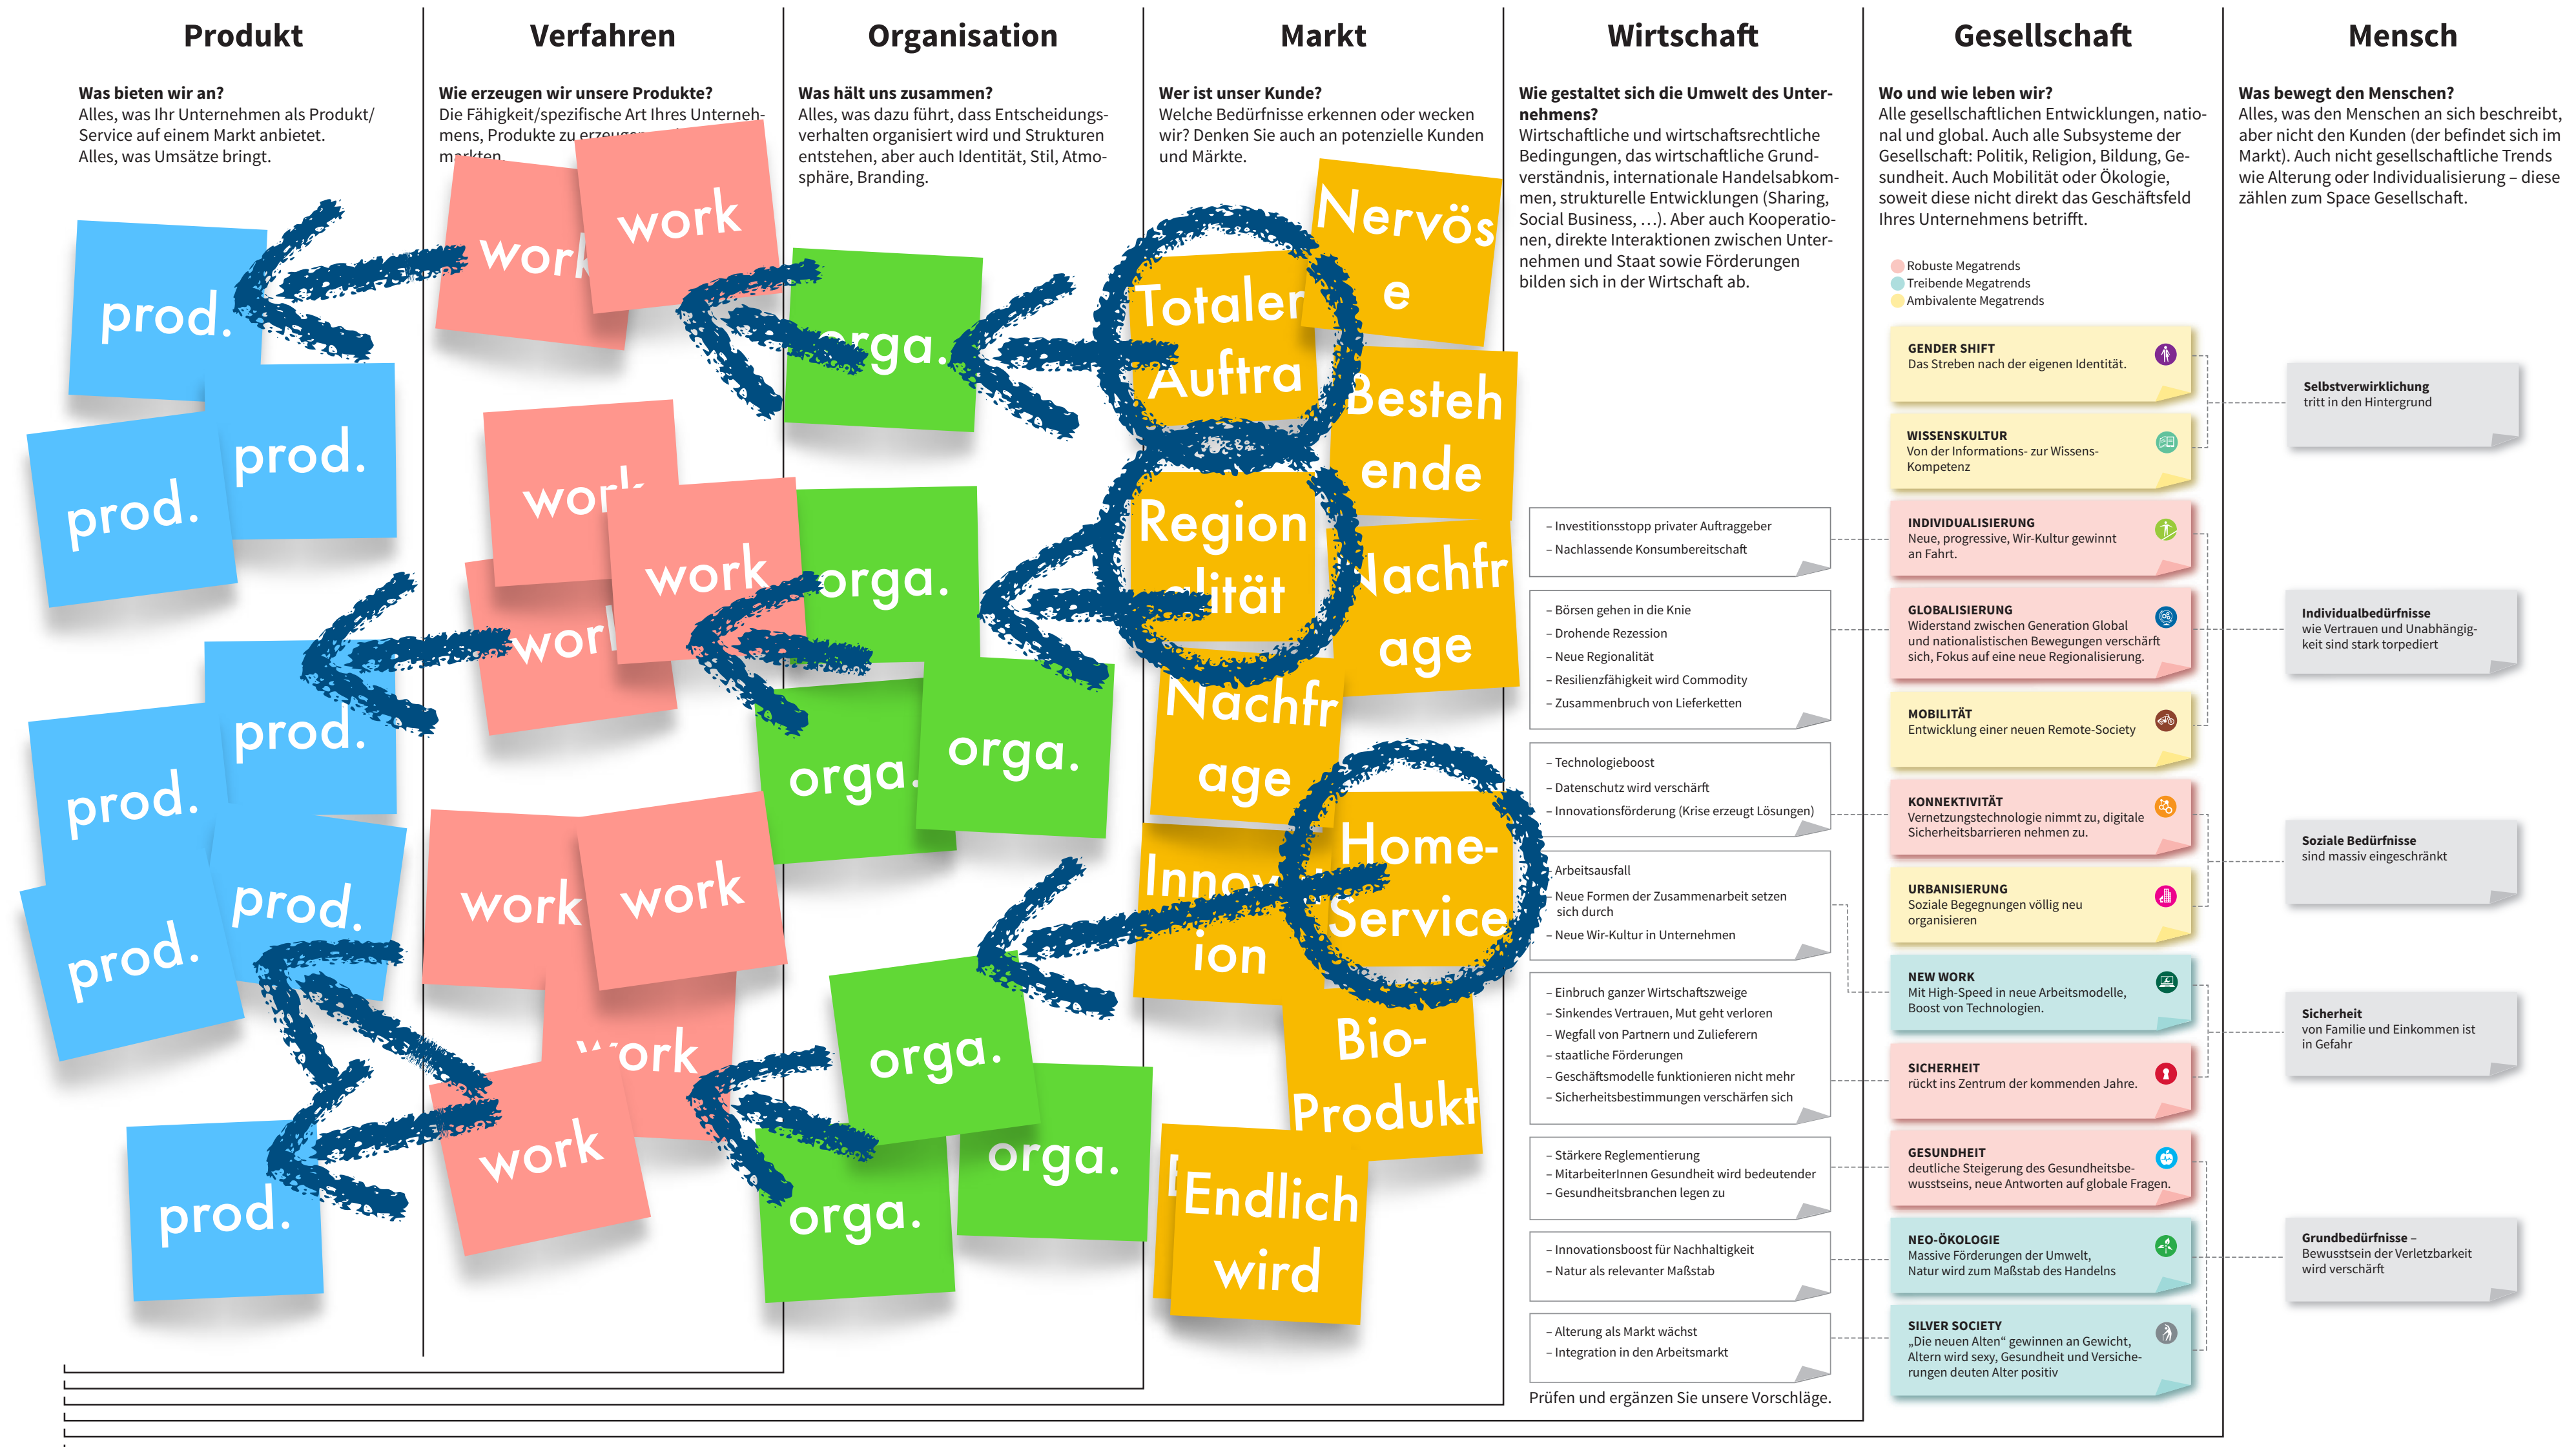 Produkt
Was bieten wir an?
Alles, was Ihr Unternehmen als Produkt/
Service auf einem Markt anbietet.
Alles, was Umsätze bringt.
prod.
prod.
prod.
prod.
prod.
prod.
prod.
prod.
Verfahren
Wie erzeugen wir unsere Produkte?
Die Fähigkeit/spezifische Art Ihres Unterneh-
mens, Produkte zu erzeugen
markten.
work
work
work
work
work
work
work
work
work
Organisation
Was hält uns zusammen?
Alles, was dazu führt, dass Entscheidungs-
verhalten organisiert wird und Strukturen
entstehen, aber auch Identität, Stil, Atmo-
sphäre, Branding.
orga.
orga.
orga.
orga.
orga.
orga.
orga.
Markt
Wer ist unser Kunde?
Welche Bedürfnisse erkennen oder wecken
wir? Denken Sie auch an potenzielle Kunden
und Märkte.
Nervös
e
Totaler
Auftra
Besteh
ende
Region
alität
Nachfr
age
Nachfr
age
Home-
Service
Innovat
ion
Bio-
Produkt
Endlich
wird
Wirtschaft
Wie gestaltet sich die Umwelt des Unter-
nehmens?
Wirtschaftliche und wirtschaftsrechtliche
Bedingungen, das wirtschaftliche Grund-
verständnis, internationale Handelsabkom-
men, strukturelle Entwicklungen (Sharing,
Social Business, …). Aber auch Kooperatio-
nen, direkte Interaktionen zwischen Unter-
nehmen und Staat sowie Förderungen
bilden sich in der Wirtschaft ab.
– Investitionsstopp privater Auftraggeber
– Nachlassende Konsumbereitschaft
– Börsen gehen in die Knie
– Drohende Rezession
– Neue Regionalität
– Resilienzfähigkeit wird Commodity
– Zusammenbruch von Lieferketten
– Technologieboost
– Datenschutz wird verschärft
– Innovationsförderung (Krise erzeugt Lösungen)
Arbeitsausfall
– Neue Formen der Zusammenarbeit setzen
sich durch
– Neue Wir-Kultur in Unternehmen
– Einbruch ganzer Wirtschaftszweige
– Sinkendes Vertrauen, Mut geht verloren
– Wegfall von Partnern und Zulieferern
– staatliche Förderungen
– Geschäftsmodelle funktionieren nicht mehr
– Sicherheitsbestimmungen verschärfen sich
– Stärkere Reglementierung
– MitarbeiterInnen Gesundheit wird bedeutender
– Gesundheitsbranchen legen zu
– Innovationsboost für Nachhaltigkeit
– Natur als relevanter Maßstab
– Alterung als Markt wächst
– Integration in den Arbeitsmarkt
Prüfen und ergänzen Sie unsere Vorschläge.
Gesellschaft
Wo und wie leben wir?
Alle gesellschaftlichen Entwicklungen, natio-
nal und global. Auch alle Subsysteme der
Gesellschaft: Politik, Religion, Bildung, Ge-
sundheit. Auch Mobilität oder Ökologie,
soweit diese nicht direkt das Geschäftsfeld
Ihres Unternehmens betrifft.
Robuste Megatrends
Treibende Megatrends
Ambivalente Megatrends
GENDER SHIFT
Das Streben nach der eigenen Identität.
WISSENSKULTUR
Von der Informations- zur Wissens-
Kompetenz
INDIVIDUALISIERUNG
Neue, progressive, Wir-Kultur gewinnt
an Fahrt.
GLOBALISIERUNG
Widerstand zwischen Generation Global
und nationalistischen Bewegungen verschärft
sich, Fokus auf eine neue Regionalisierung.
MOBILITÄT
Entwicklung einer neuen Remote-Society
KONNEKTIVITÄT
Vernetzungstechnologie nimmt zu, digitale
Sicherheitsbarrieren nehmen zu.
URBANISIERUNG
Soziale Begegnungen völlig neu
organisieren
NEW WORK
Mit High-Speed in neue Arbeitsmodelle,
Boost von Technologien.
SICHERHEIT
rückt ins Zentrum der kommenden Jahre.
GESUNDHEIT
deutliche Steigerung des Gesundheitsbe-
wusstseins, neue Antworten auf globale Fragen.
NEO-ÖKOLOGIE
Massive Förderungen der Umwelt,
Natur wird zum Maßstab des Handelns
SILVER SOCIETY
„Die neuen Alten“ gewinnen an Gewicht,
Altern wird sexy, Gesundheit und Versiche-
rungen deuten Alter positiv
Mensch
Was bewegt den Menschen?
Alles, was den Menschen an sich beschreibt,
aber nicht den Kunden (der befindet sich im
Markt). Auch nicht gesellschaftliche Trends
wie Alterung oder Individualisierung – diese
zählen zum Space Gesellschaft.
Selbstverwirklichung
tritt in den Hintergrund
Individualbedürfnisse
wie Vertrauen und Unabhängig-
keit sind stark torpediert
Soziale Bedürfnisse
sind massiv eingeschränkt
Sicherheit
von Familie und Einkommen ist
in Gefahr
Grundbedürfnisse –
Bewusstsein der Verletzbarkeit
wird verschärft